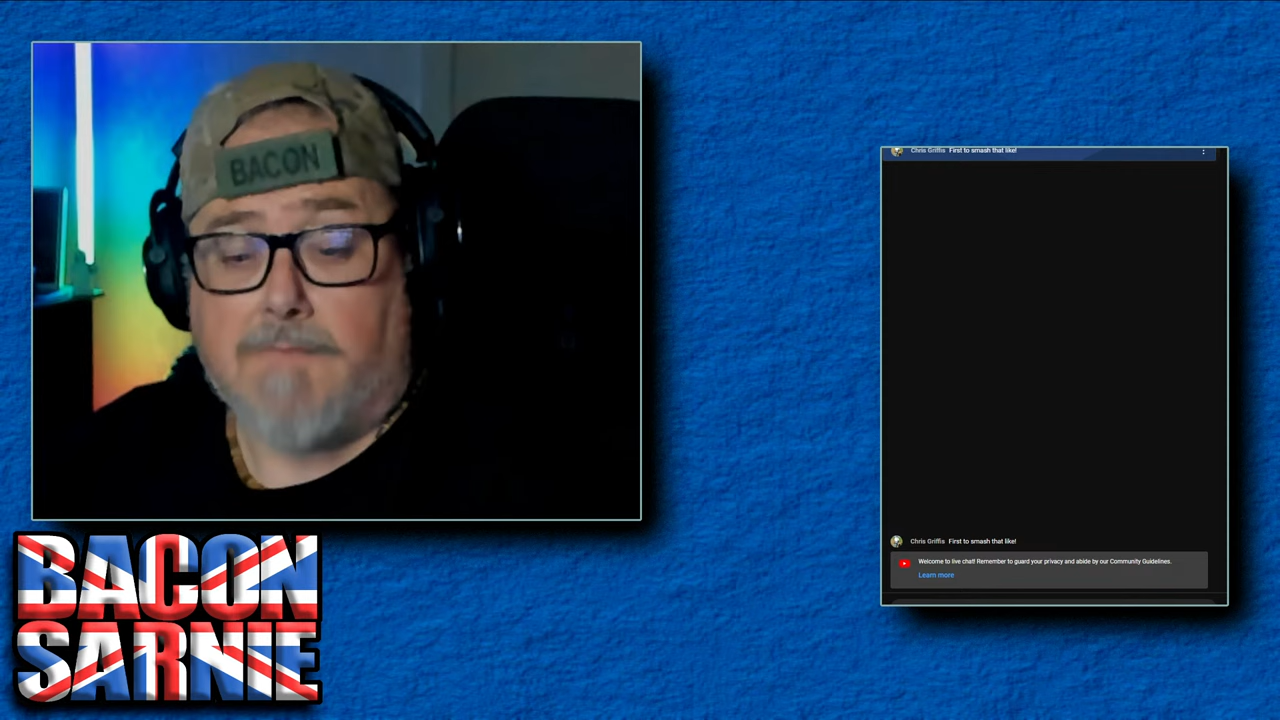 BACON
Chris Griffis First to smash that like!
Chris Griffis First to smash that like!
Welcome to live chat! Remember to guard your privacy and abide by our Community Guidelines.
Learn more
BACON
SARNIE